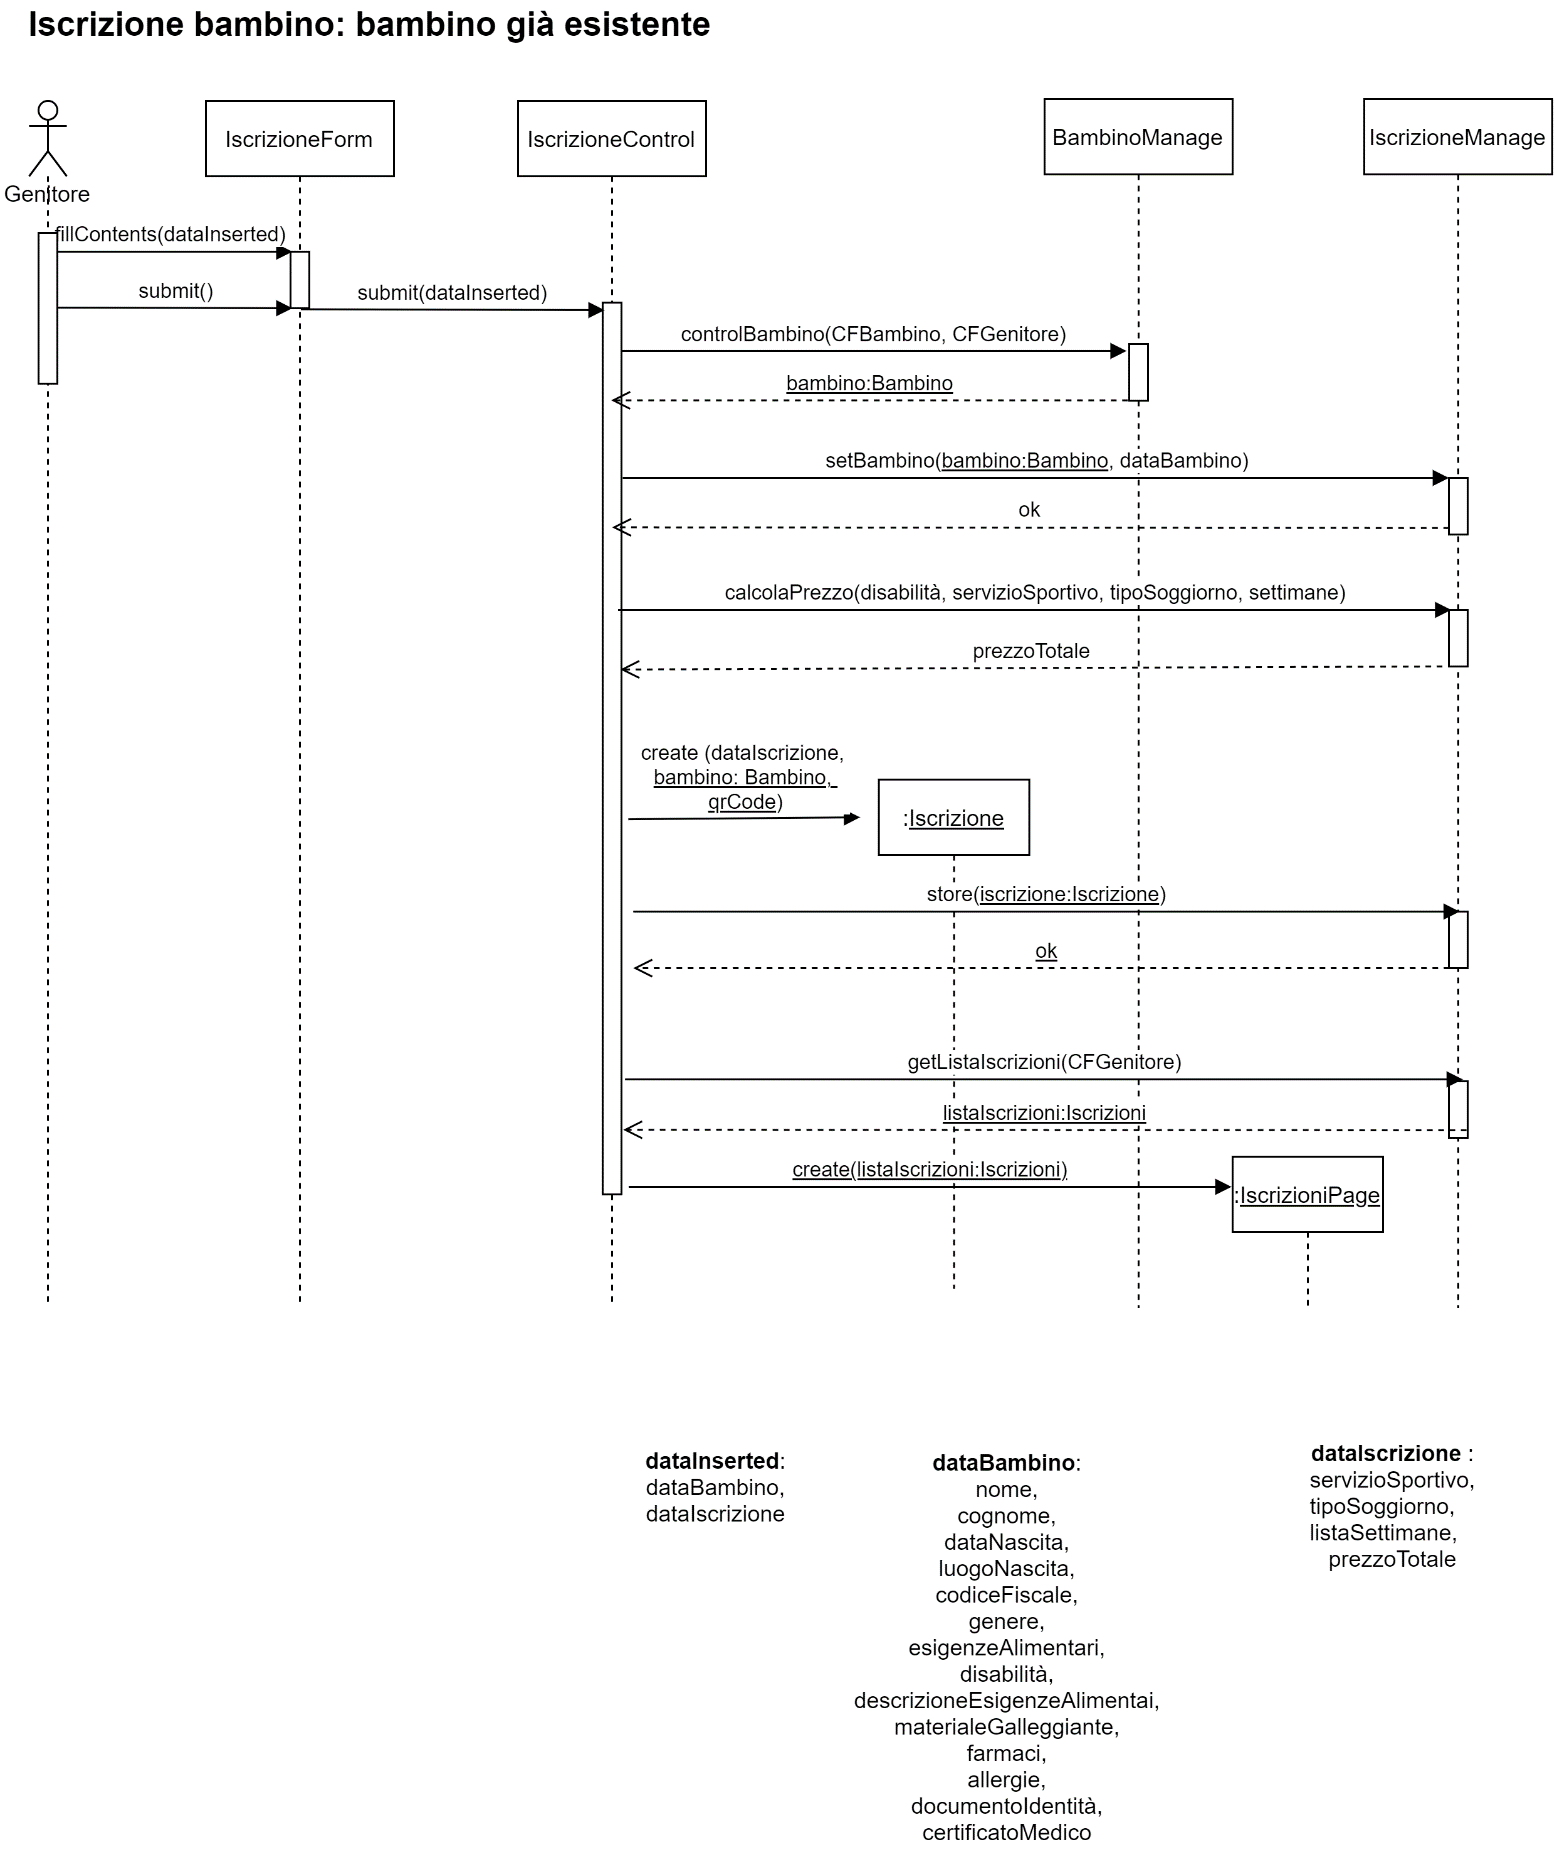 Iscrizione bambino: bambino già esistente
Genitore
IscrizioneForm
IscrizioneControl
BambinoManage
IscrizioneManage
fillContents(dataInserted)
submit()
submit(dataInserted)
controlBambino(CFBambino, CFGenitore)
bambino:Bambino
setBambino(bambino:Bambino, dataBambino)
ok
calcolaPrezzo(disabilità, servizioSportivo, tipoSoggiorno, settimane)
prezzoTotale
create (dataIscrizione,
bambino: Bambino,
qrCode)
:Iscrizione
store(iscrizione:Iscrizione)
ok
getListaIscrizioni(CFGenitore)
listaIscrizioni:Iscrizioni
create(listaIscrizioni:Iscrizioni)
:IscrizioniPage
dataInserted:
dataBambino,
dataIscrizione
dataBambino:
nome,
cognome,
dataNascita,
luogoNascita,
codiceFiscale,
genere,
esigenzeAlimentari,
disabilità,
descrizioneEsigenzeAlimentai,
materialeGalleggiante,
farmaci,
allergie,
documentoIdentità,
certificatoMedico
dataIscrizione :
servizioSportivo,
tipoSoggiorno,
listaSettimane,
prezzoTotale